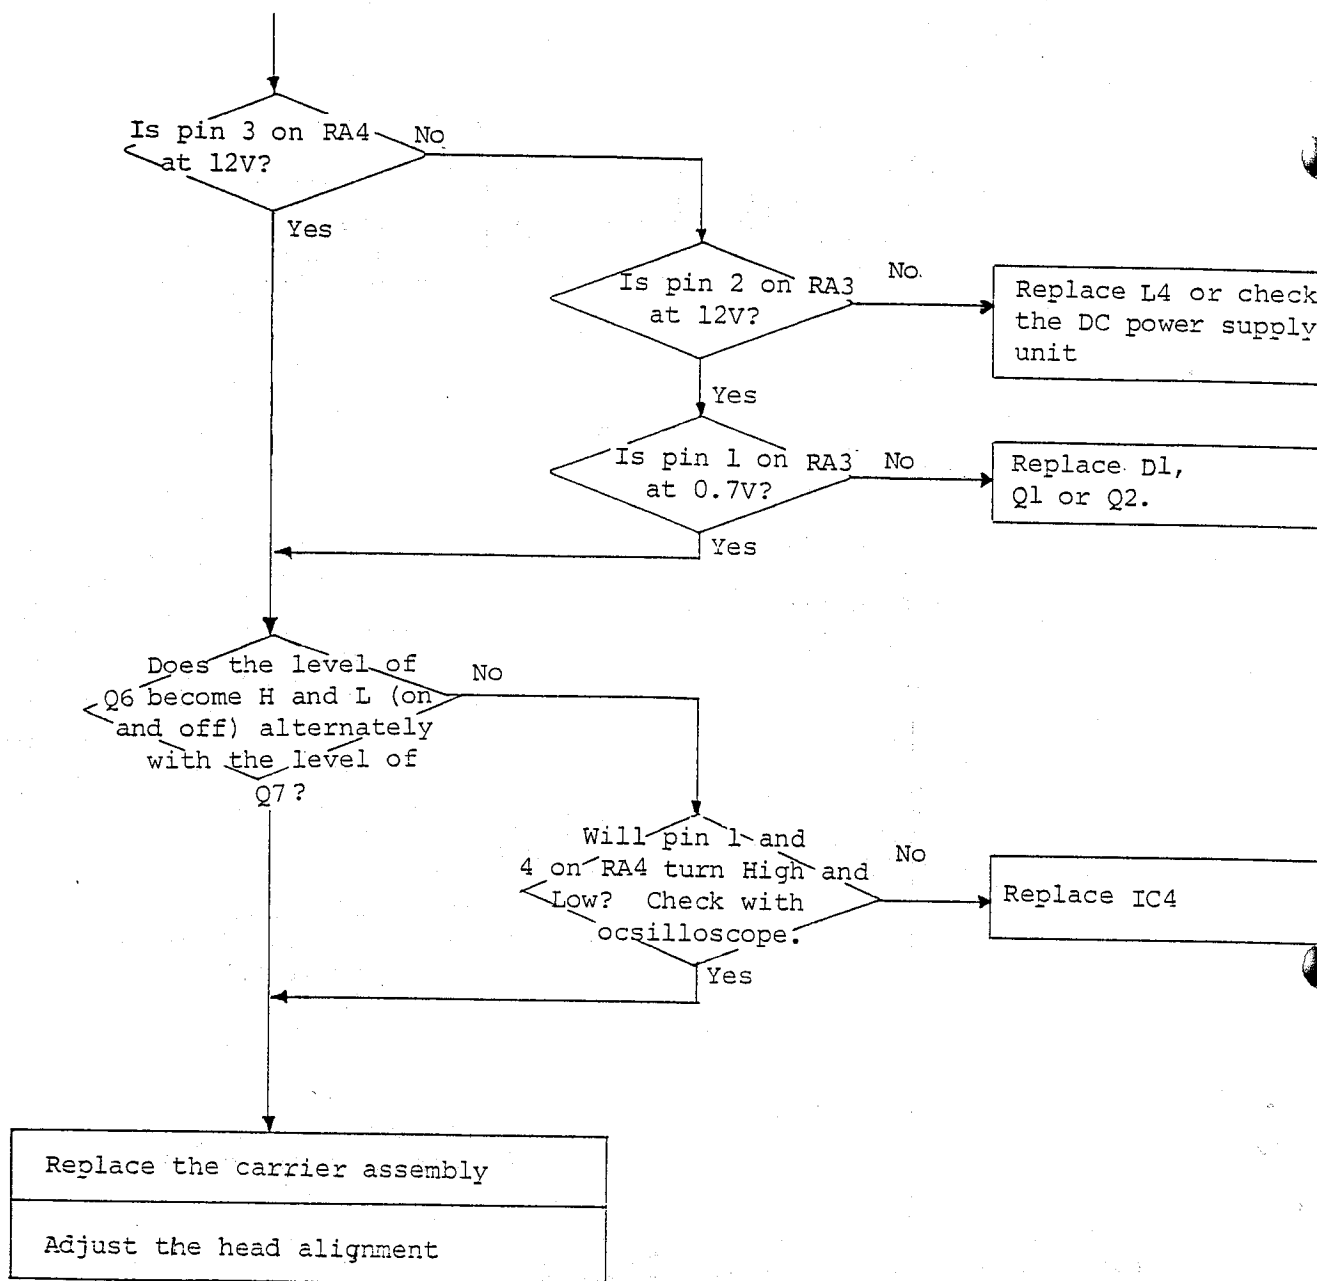 Is pin 3 on RA4
at 12V?
No
Yes
Is pin 2 on RA3
at 12V?
No.
Replace L4 or check
the DC power supply
unit
Yes
Is pin 1 on RA3
at 0.7V?
No
Replace D1,
Q1 or Q2.
Yes
Does the level of
Q6 become H and L (on
and off) alternately
with the level of
Q7?
No
Will pin 1 and
4 on RA4 turn High and
Low? Check with
ocsilloscope.
No
Replace IC4
Yes
Replace the carrier assembly
Adjust the head alignment